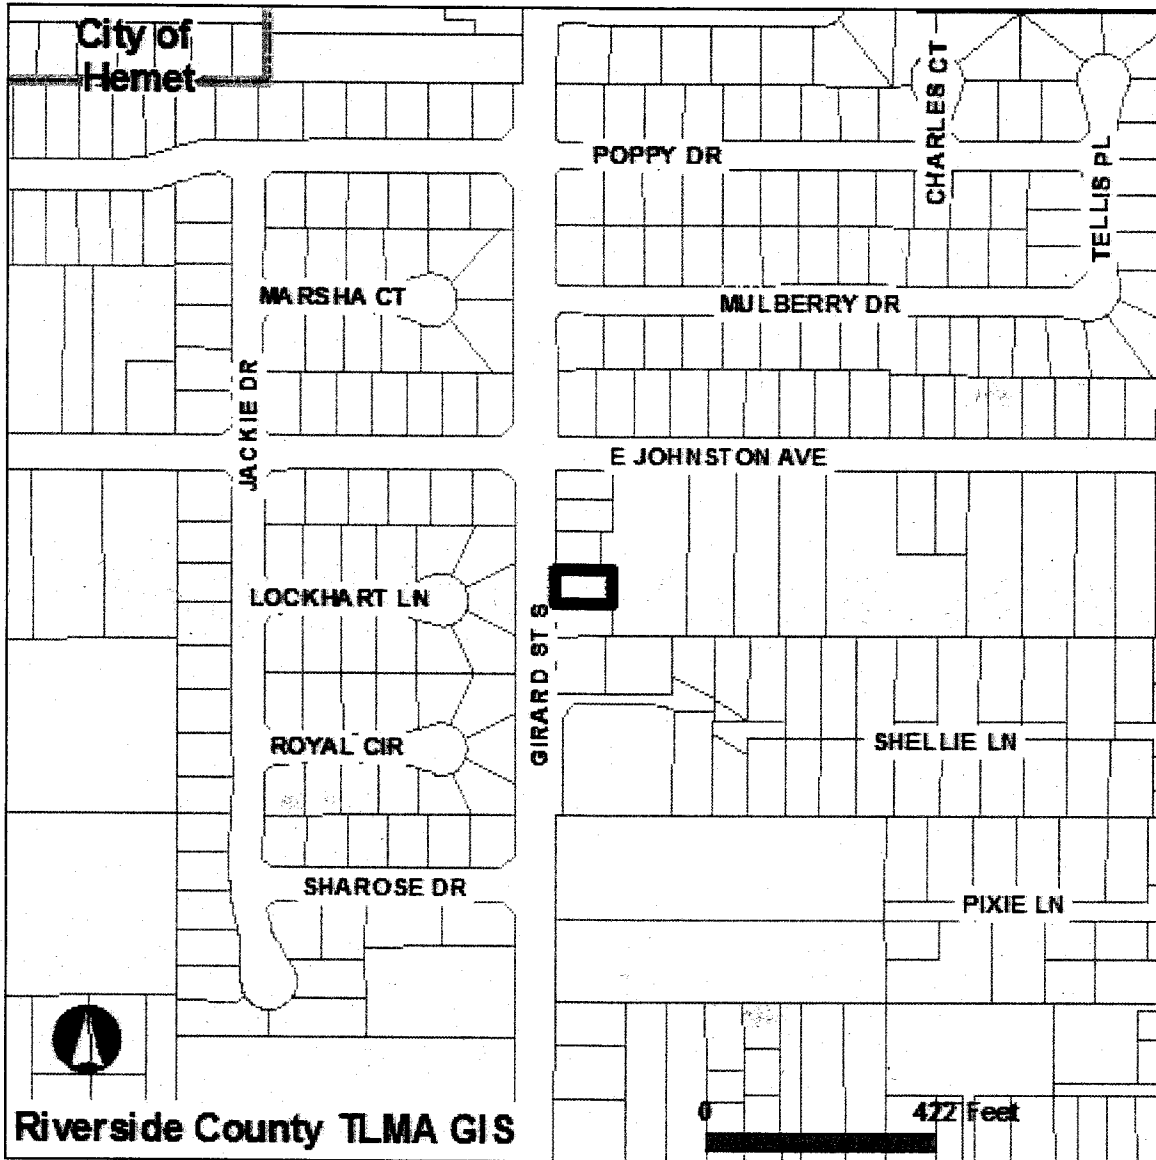 City of
Hemet
CHARLES CT
POPPY DR
TELLIS PL
MARSHA CT
MULBERRY DR
JACKIE DR
E JOHNSTON AVE
LOCKHART LN
GIRARD ST S
ROYAL CIR
SHELLIE LN
SHAROSE DR
PIXIE LN
0 422 Feet
Riverside County TLMA GIS